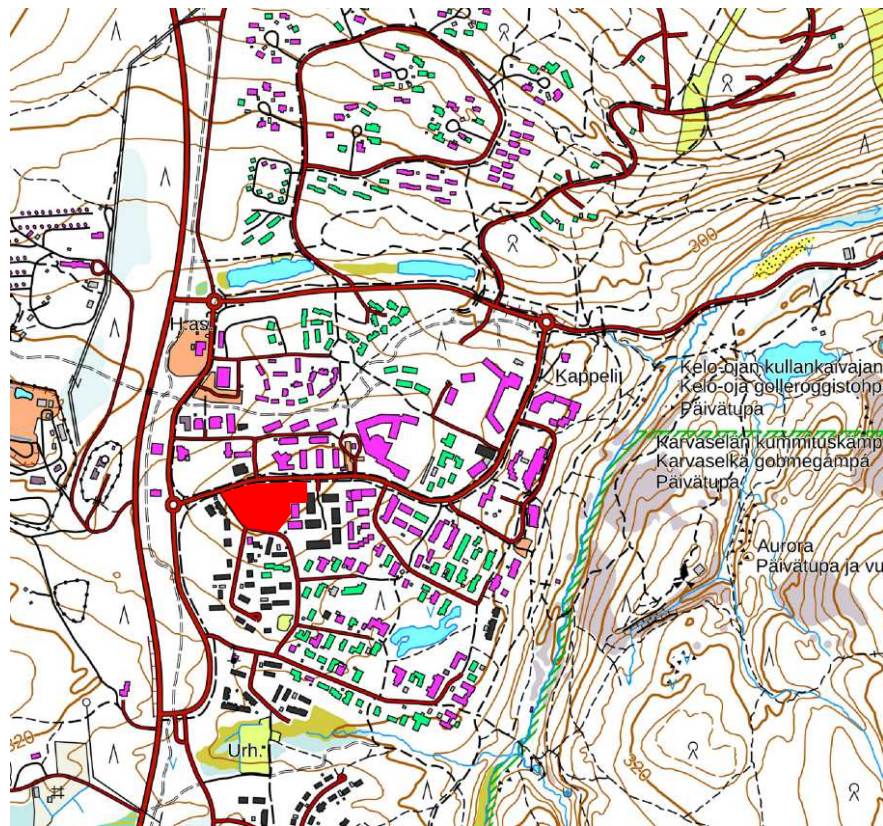 300
H.as
Kappeli
Kelo-ojan kullankaivajan
Kelo-oja golleroggistohp
Päivätupa
Karvaselän kummituskämp
Karvaselkä gobmegámpá
Päivätupa
Aurora
Päivätupa ja vu
Urh.
320
320